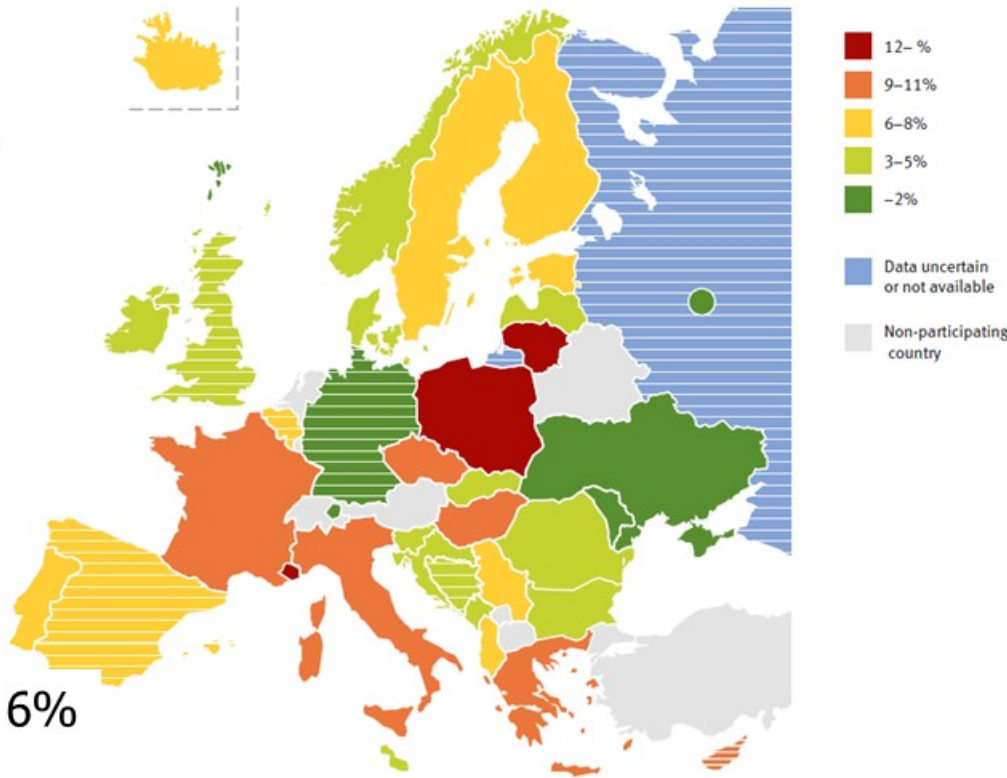 12– %
9–11%
6–8%
3–5%
–2%
Data uncertain
or not available
Non-participating
country
6%